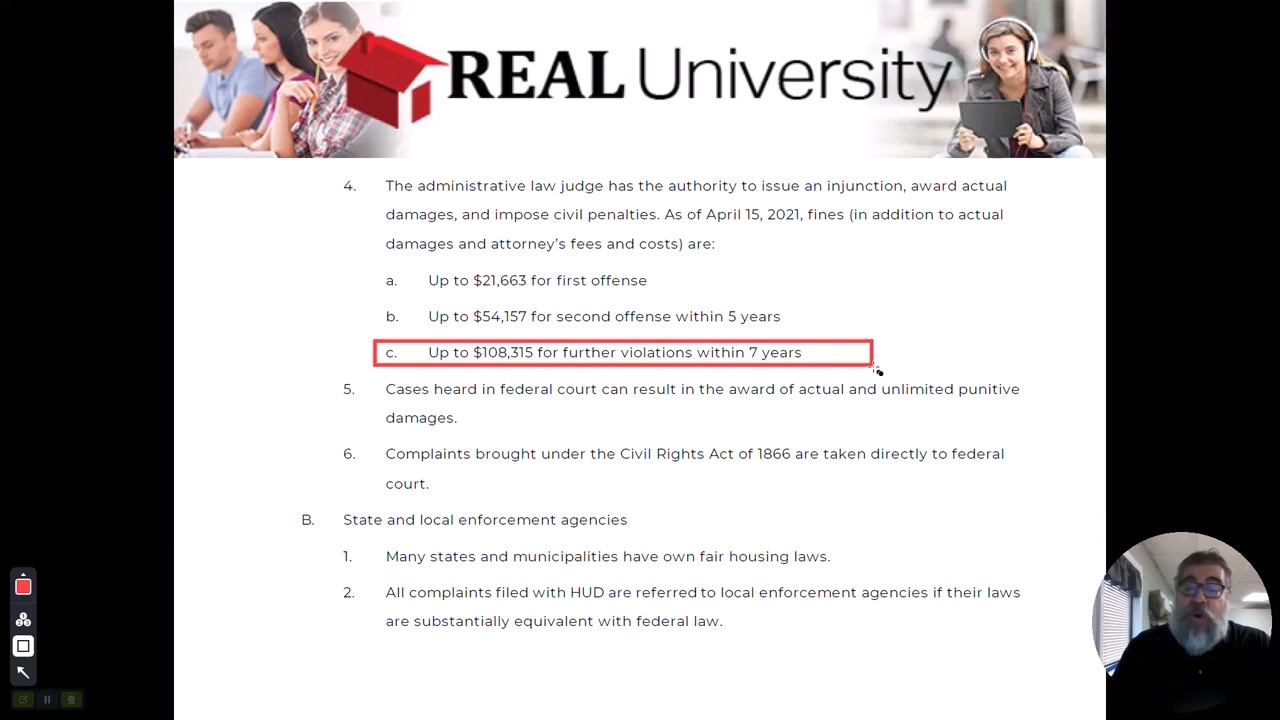 REAL University
4. The administrative law judge has the authority to issue an injunction, award actual
damages, and impose civil penalties. As of April 15, 2021, fines (in addition to actual
damages and attorney’s fees and costs) are:
a. Up to $21,663 for first offense
b. Up to $54,157 for second offense within 5 years
c. Up to $108,315 for further violations within 7 years
5. Cases heard in federal court can result in the award of actual and unlimited punitive
damages.
6. Complaints brought under the Civil Rights Act of 1866 are taken directly to federal
court.
B. State and local enforcement agencies
1. Many states and municipalities have own fair housing laws.
2. All complaints filed with HUD are referred to local enforcement agencies if their laws
are substantially equivalent with federal law.